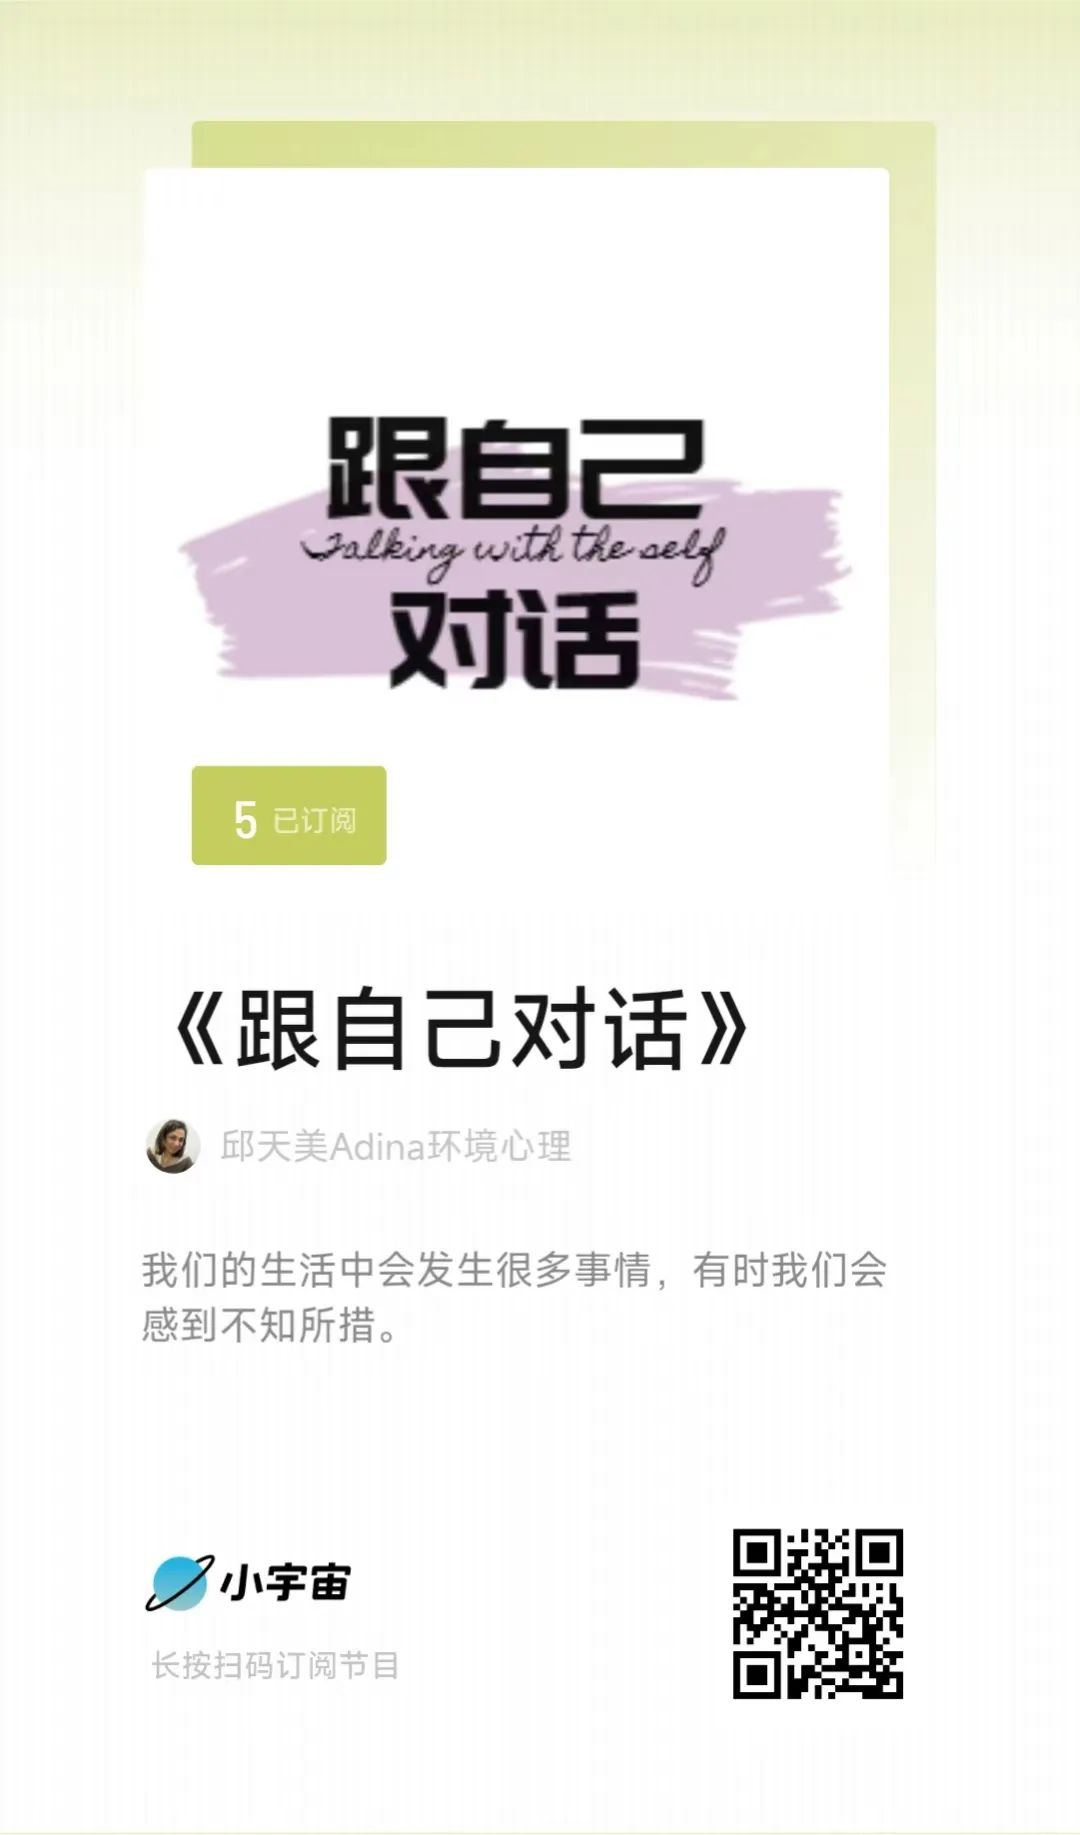 跟自己
Talking with the self
对话
5 已订阅
《跟自己对话》
邱天美Adina环境心理
我们的生活中会发生很多事情，有时我们会
感到不知所措。
小宇宙
长按扫码订阅节目